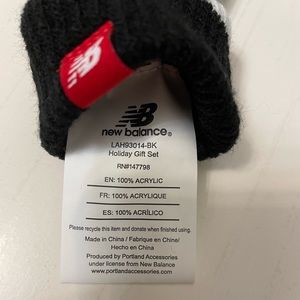 NB
new balance®
LAH93014-BK
Holiday Gift Set
RN#147798
EN: 100% ACRYLIC
FR: 100% ACRYLIQUE
ES: 100% ACRÍLICO
Please recycle this item and donate when finished using.
Made in China / Fabrique en Chine/
Hecho en China
Produced by Portland Accessories
under license from New Balance
www.portlandaccessories.com